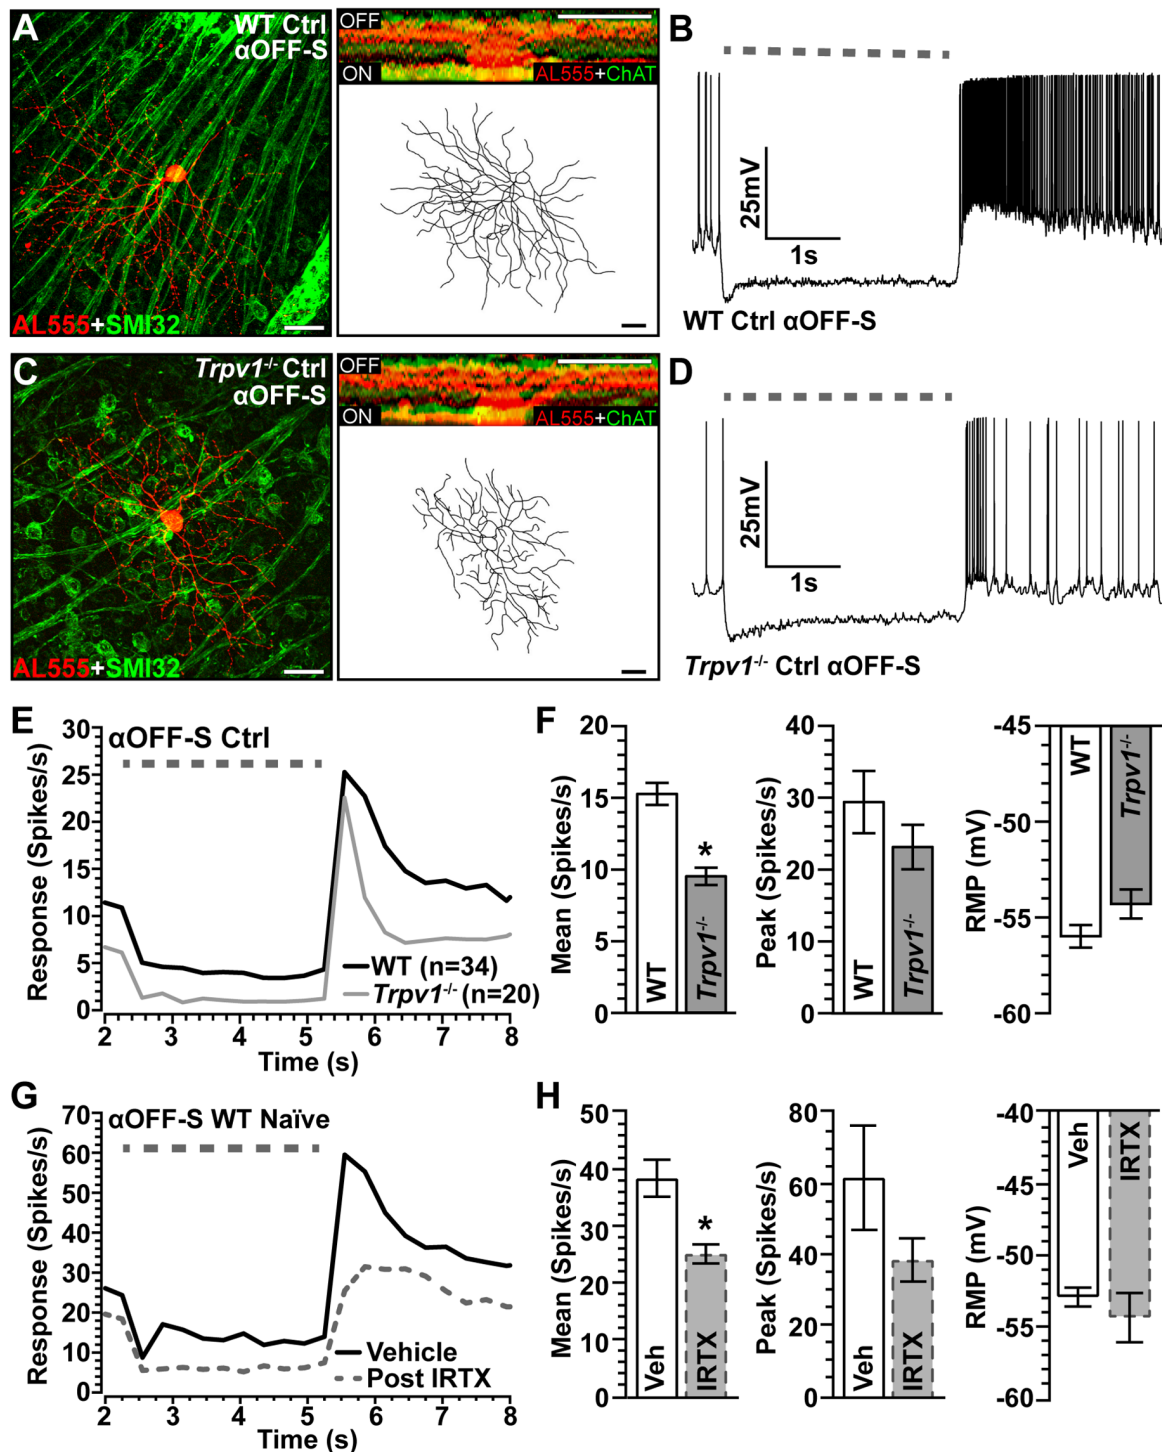 A
WT Ctrl
αOFF-S
AL555+SMI32
OFF
ON
AL555+ChAT
B
25mV
1s
WT Ctrl αOFF-S
C
Trpv1-/- Ctrl
αOFF-S
AL555+SMI32
OFF
ON
AL555+ChAT
D
25mV
1s
Trpv1-/- Ctrl αOFF-S
E
αOFF-S Ctrl
Response (Spikes/s)
30
25
20
15
10
5
0
WT (n=34)
Trpv1-/- (n=20)
2 3 4 5 6 7 8
Time (s)
F
Mean (Spikes/s)
20
15
10
5
0
WT
*
Trpv1-/-
Peak (Spikes/s)
40
30
20
10
0
WT
Trpv1-/-
RMP (mV)
-45
-50
-55
-60
WT
Trpv1-/-
G
αOFF-S WT Naïve
Response (Spikes/s)
70
60
50
40
30
20
10
0
Vehicle
Post IRTX
2 3 4 5 6 7 8
Time (s)
H
Mean (Spikes/s)
50
40
30
20
10
0
Veh
*
IRTX
Peak (Spikes/s)
80
60
40
20
0
Veh
IRTX
RMP (mV)
-40
-45
-50
-55
-60
Veh
IRTX